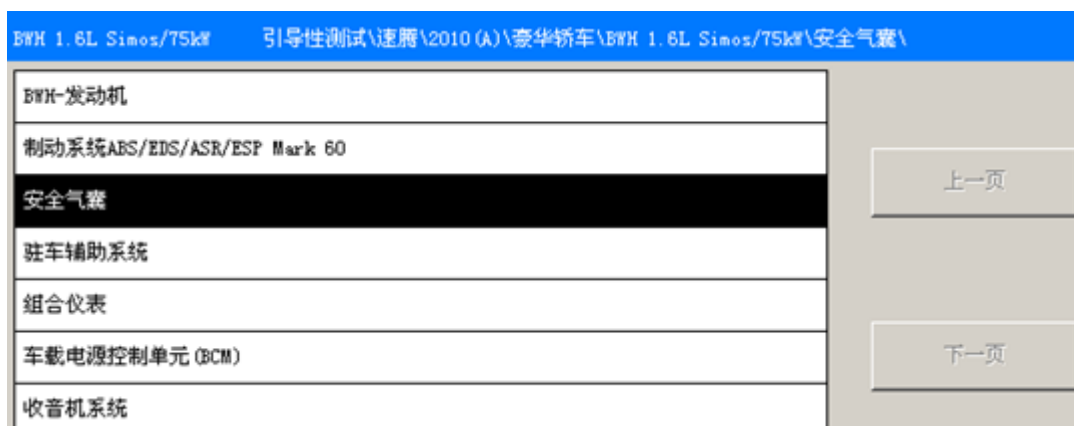 BWH 1.6L Simos/75kW 引导性测试\速腾\2010(A)\豪华轿车\BWH 1.6L Simos/75kW\安全气囊\
BWH-发动机
制动系统ABS/EDS/ASR/ESP Mark 60
安全气囊
上一页
驻车辅助系统
组合仪表
车载电源控制单元(BCM)
下一页
收音机系统